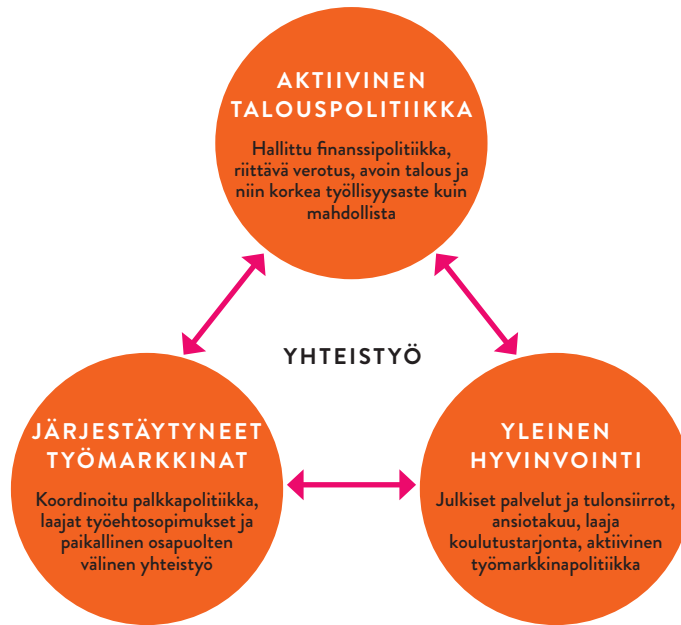 AKTIIVINEN
TALOUSPOLITIIKKA
Hallittu finanssipolitiikka,
riittävä verotus, avoin talous ja
niin korkea työllisyysaste kuin
mahdollista
YHTEISTYÖ
JÄRJESTÄYTYNEET
TYÖMARKKINAT
Koordinoitu palkkapolitiikka,
laajat työehtosopimukset ja
paikallinen osapuolten
välinen yhteistyö
YLEINEN
HYVINVOINTI
Julkiset palvelut ja tulonsiirrot,
ansiotakuu, laaja
koulutustarjonta, aktiivinen
työmarkkinapolitiikka